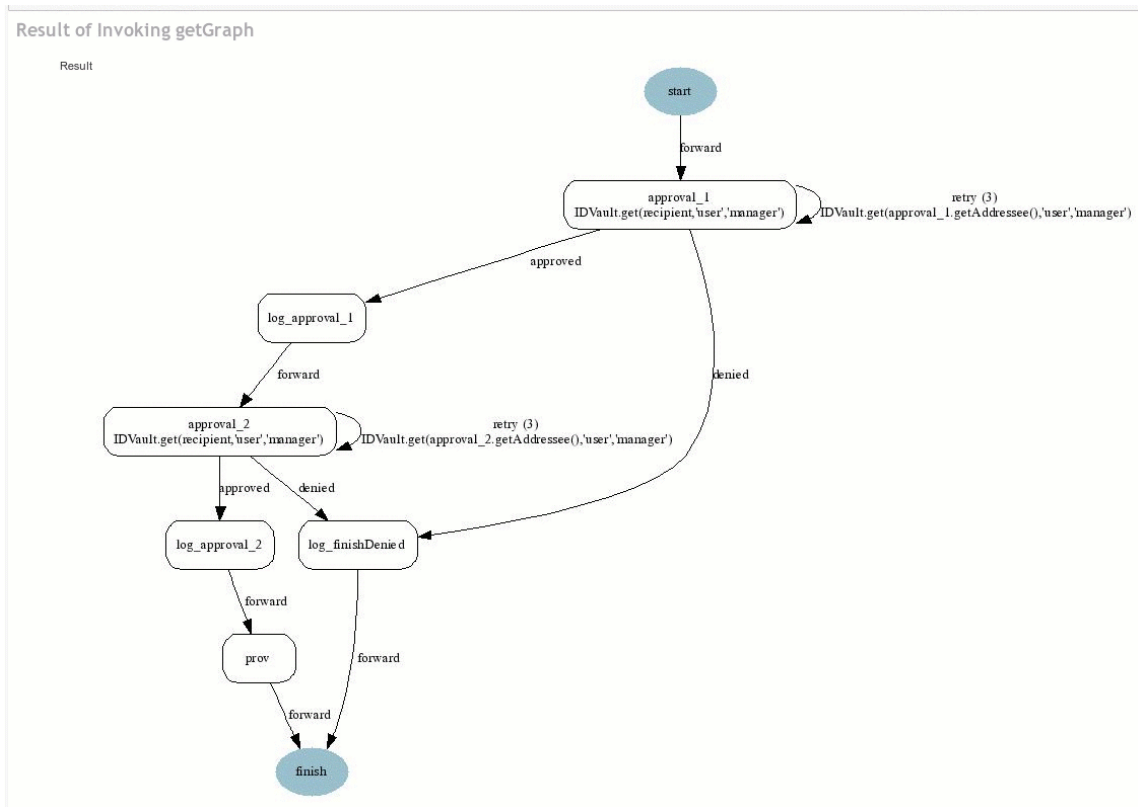 Result of Invoking getGraph
Result
start
forward
approval_1
IDVault.get(recipient,'user','manager')
retry (3)
IDVault.get(approval_1.getAddressee(),'user','manager')
approved
log_approval_1
forward
denied
approval_2
IDVault.get(recipient,'user','manager')
retry (3)
IDVault.get(approval_2.getAddressee(),'user','manager')
approved
denied
log_approval_2
log_finishDenied
forward
prov
forward
forward
finish